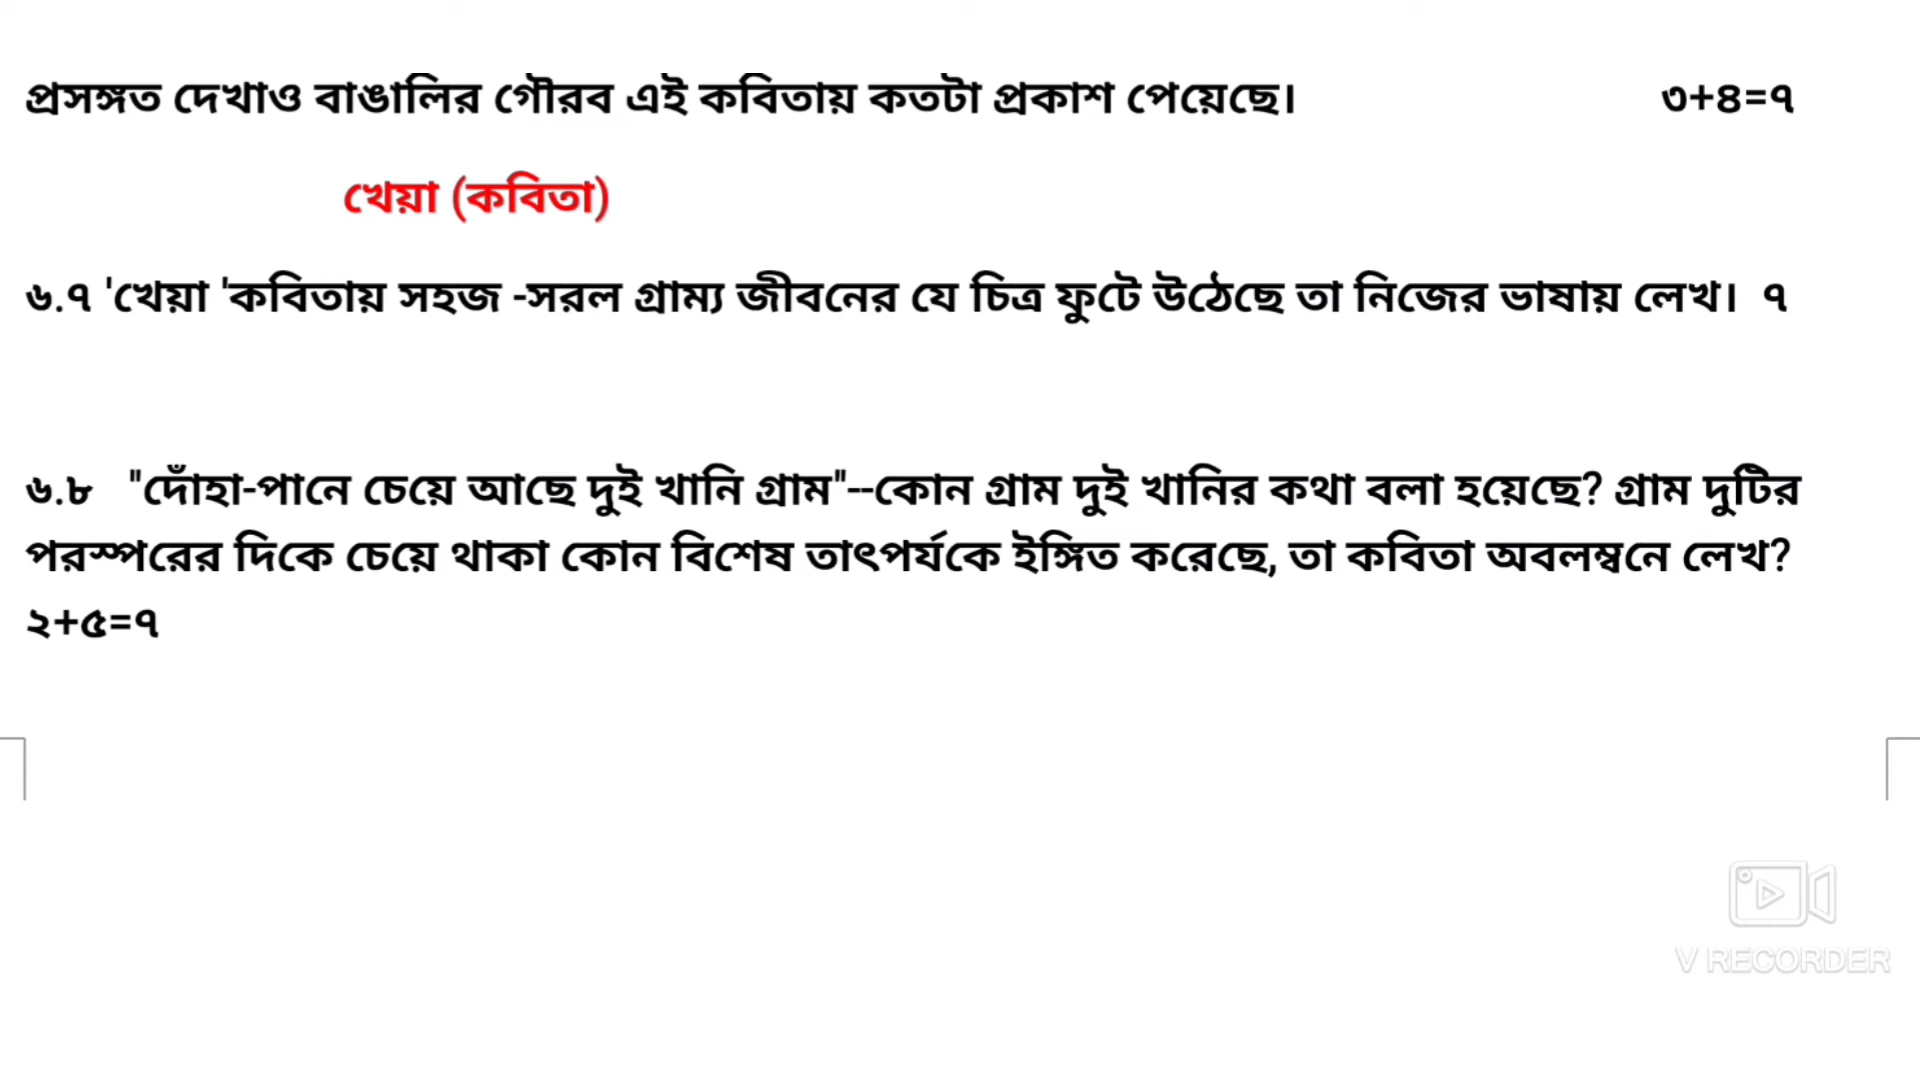 প্রসঙ্গত দেখাও বাঙালির গৌরব এই কবিতায় কতটা প্রকাশ পেয়েছে। ৩+৪=৭
খেয়া (কবিতা)
৬.৭ 'খেয়া 'কবিতায় সহজ -সরল গ্রাম্য জীবনের যে চিত্র ফুটে উঠেছে তা নিজের ভাষায় লেখ। ৭
৬.৮ "দোঁহা-পানে চেয়ে আছে দুই খানি গ্রাম"--কোন গ্রাম দুই খানির কথা বলা হয়েছে? গ্রাম দুটির
পরস্পরের দিকে চেয়ে থাকা কোন বিশেষ তাৎপর্যকে ইঙ্গিত করেছে, তা কবিতা অবলম্বনে লেখ?
২+৫=৭
V RECORDER